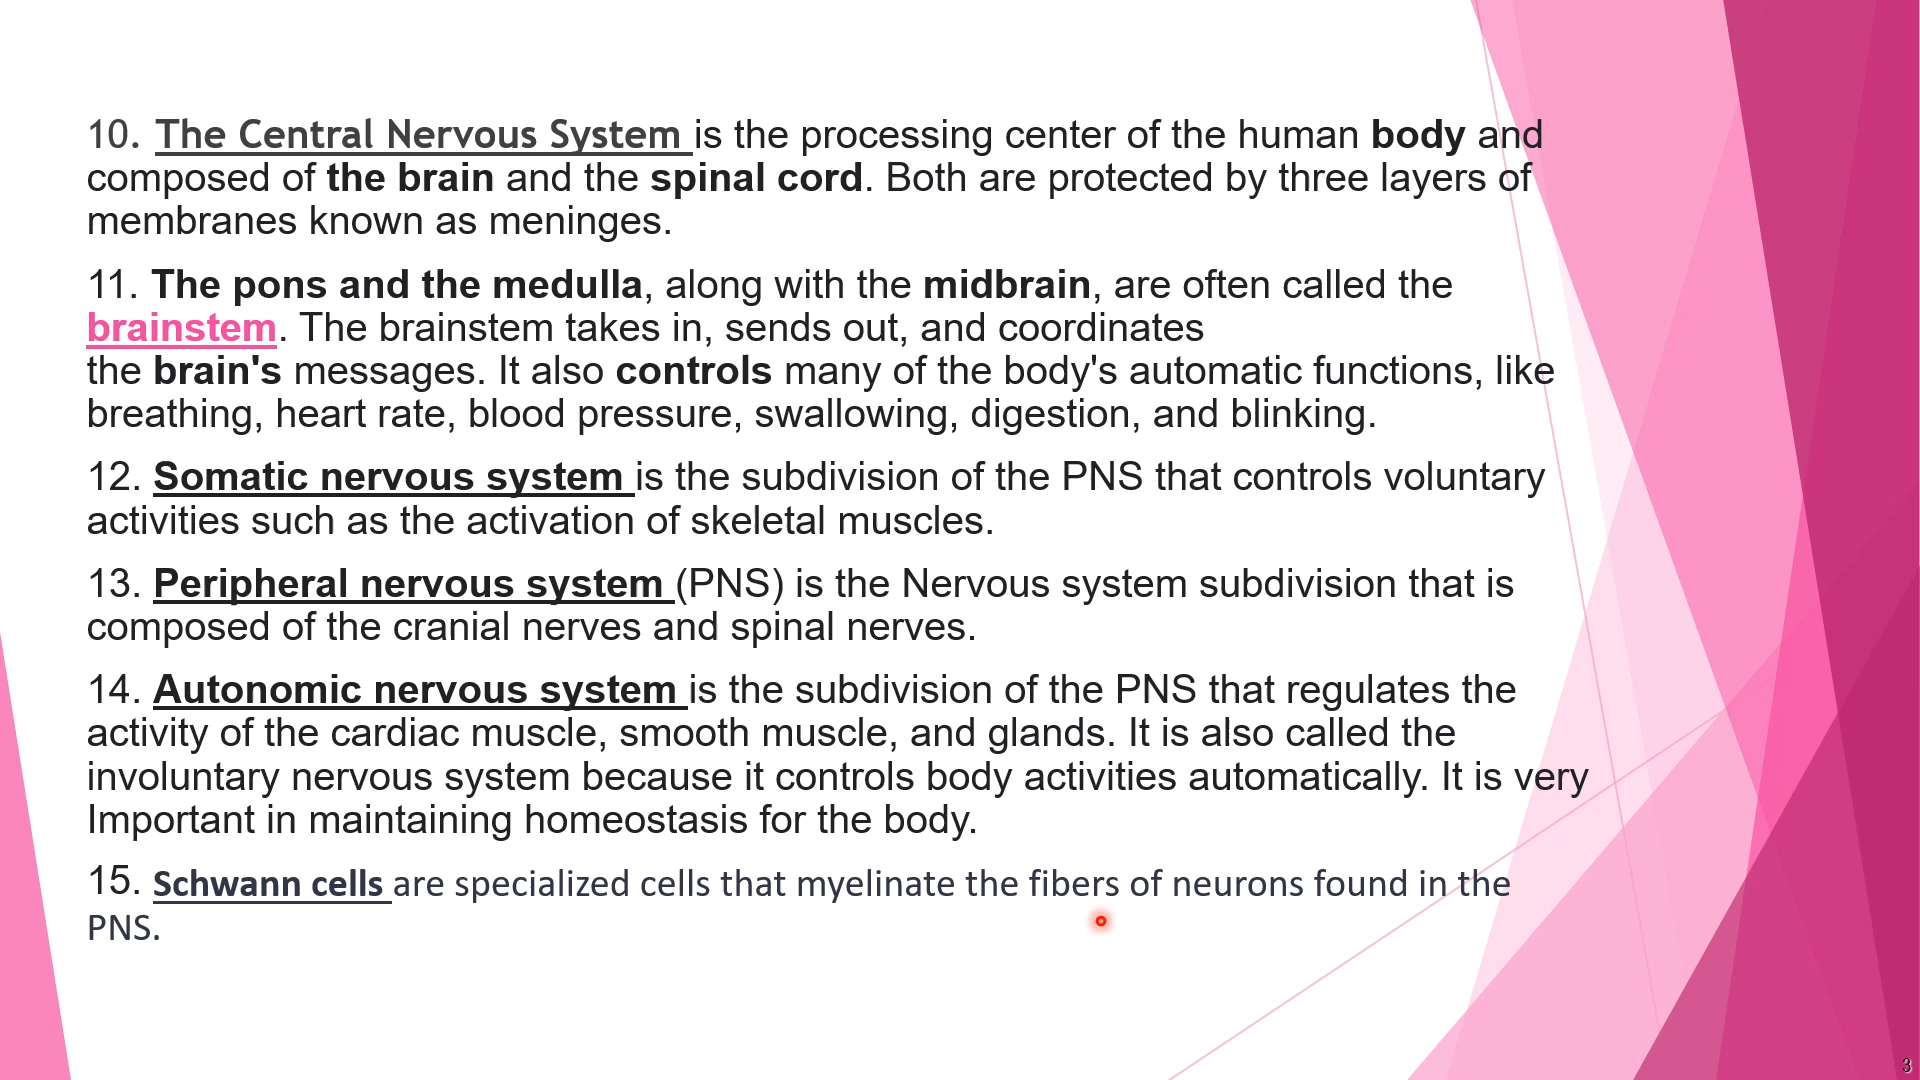 10. The Central Nervous System is the processing center of the human body and
composed of the brain and the spinal cord. Both are protected by three layers of
membranes known as meninges.
11. The pons and the medulla, along with the midbrain, are often called the
brainstem. The brainstem takes in, sends out, and coordinates
the brain's messages. It also controls many of the body's automatic functions, like
breathing, heart rate, blood pressure, swallowing, digestion, and blinking.
12. Somatic nervous system is the subdivision of the PNS that controls voluntary
activities such as the activation of skeletal muscles.
13. Peripheral nervous system (PNS) is the Nervous system subdivision that is
composed of the cranial nerves and spinal nerves.
14. Autonomic nervous system is the subdivision of the PNS that regulates the
activity of the cardiac muscle, smooth muscle, and glands. It is also called the
involuntary nervous system because it controls body activities automatically. It is very
Important in maintaining homeostasis for the body.
15. Schwann cells are specialized cells that myelinate the fibers of neurons found in the
PNS.
3